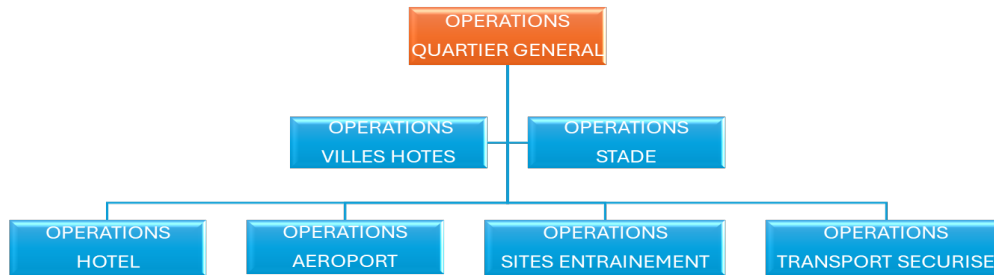 OPERATIONS
QUARTIER GENERAL
OPERATIONS
VILLES HOTES
OPERATIONS
STADE
OPERATIONS
HOTEL
OPERATIONS
AEROPORT
OPERATIONS
SITES ENTRAINEMENT
OPERATIONS
TRANSPORT SECURISE